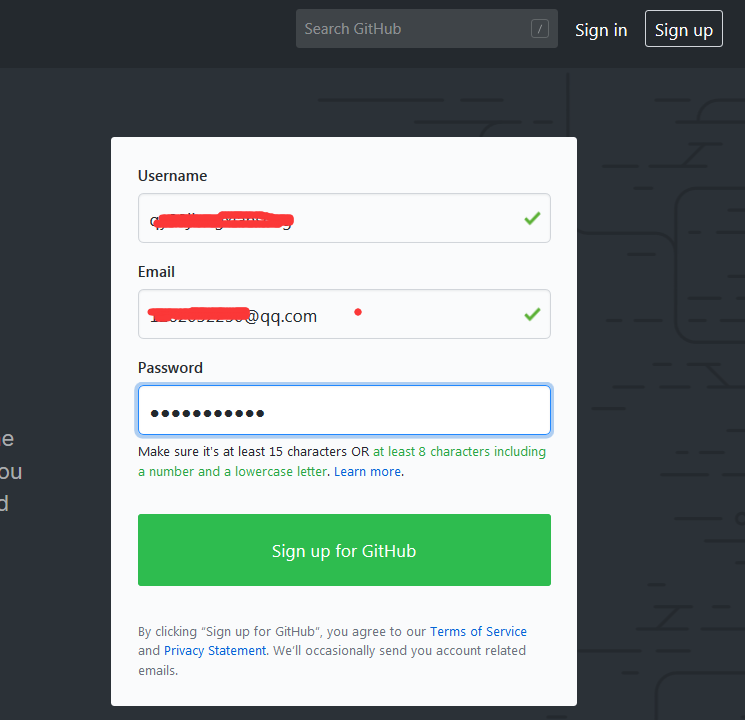 Search GitHub /
Sign in
Sign up
Username
Email
@qq.com
Password
•••••••••••
Make sure it's at least 15 characters OR at least 8 characters including
a number and a lowercase letter. Learn more.
Sign up for GitHub
By clicking “Sign up for GitHub”, you agree to our Terms of Service
and Privacy Statement. We'll occasionally send you account related
emails.